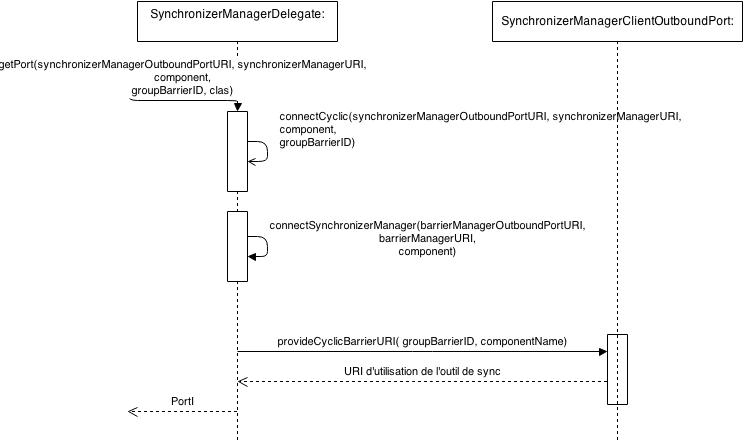 SynchronizerManagerDelegate:
SynchronizerManagerClientOutboundPort:
getPort(synchronizerManagerOutboundPortURI, synchronizerManagerURI,
component,
groupBarrierID, clas)
connectCyclic(synchronizerManagerOutboundPortURI, synchronizerManagerURI,
component,
groupBarrierID)
connectSynchronizerManager(barrierManagerOutboundPortURI,
barrierManagerURI,
component)
provideCyclicBarrierURI( groupBarrierID, componentName)
URI d'utilisation de l'outil de sync
PortI